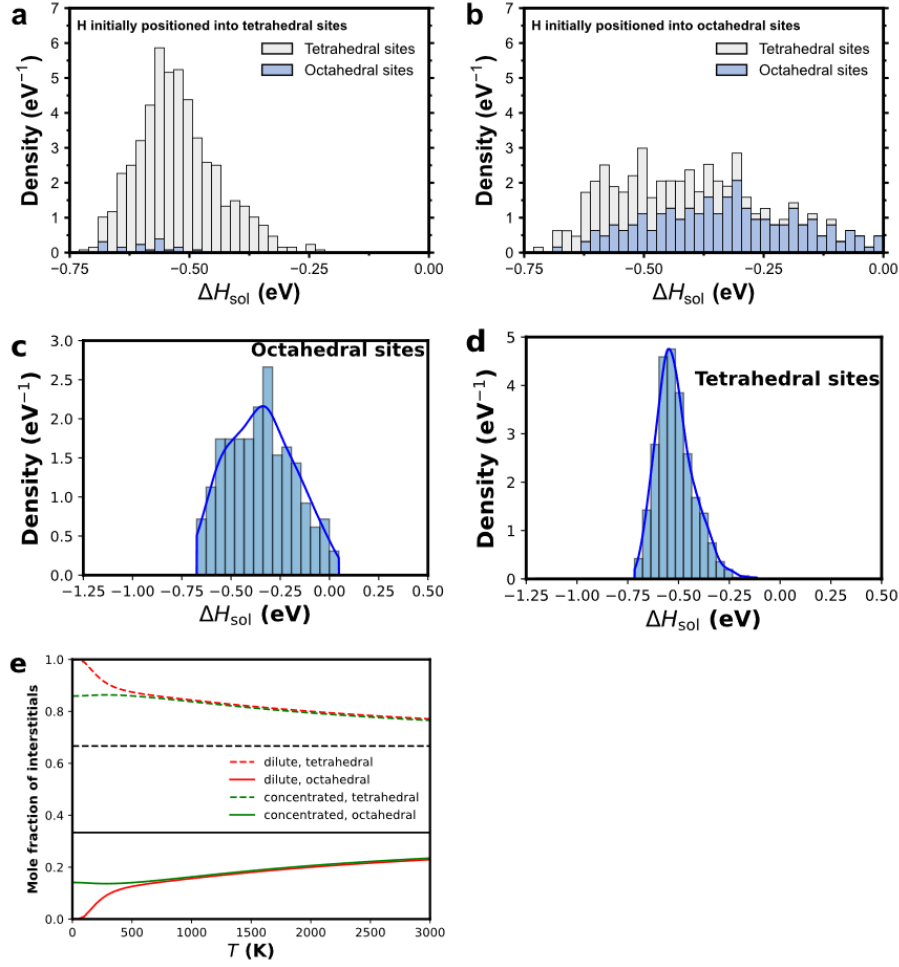 a
H initially positioned into tetrahedral sites
Tetrahedral sites
Octahedral sites
Density (eV⁻¹)
7
6
5
4
3
2
1
0
−0.75
−0.50
−0.25
0.00
ΔH_sol (eV)
b
H initially positioned into octahedral sites
Tetrahedral sites
Octahedral sites
Density (eV⁻¹)
7
6
5
4
3
2
1
0
−0.75
−0.50
−0.25
0.00
ΔH_sol (eV)
c
Octahedral sites
Density (eV⁻¹)
3.0
2.5
2.0
1.5
1.0
0.5
0.0
−1.25
−1.00
−0.75
−0.50
−0.25
0.00
0.25
0.50
ΔH_sol (eV)
d
Tetrahedral sites
Density (eV⁻¹)
5
4
3
2
1
0
−1.25
−1.00
−0.75
−0.50
−0.25
0.00
0.25
0.50
ΔH_sol (eV)
e
Mole fraction of interstitials
1.0
0.8
0.6
0.4
0.2
0.0
dilute, tetrahedral
dilute, octahedral
concentrated, tetrahedral
concentrated, octahedral
0
500
1000
1500
2000
2500
3000
T (K)